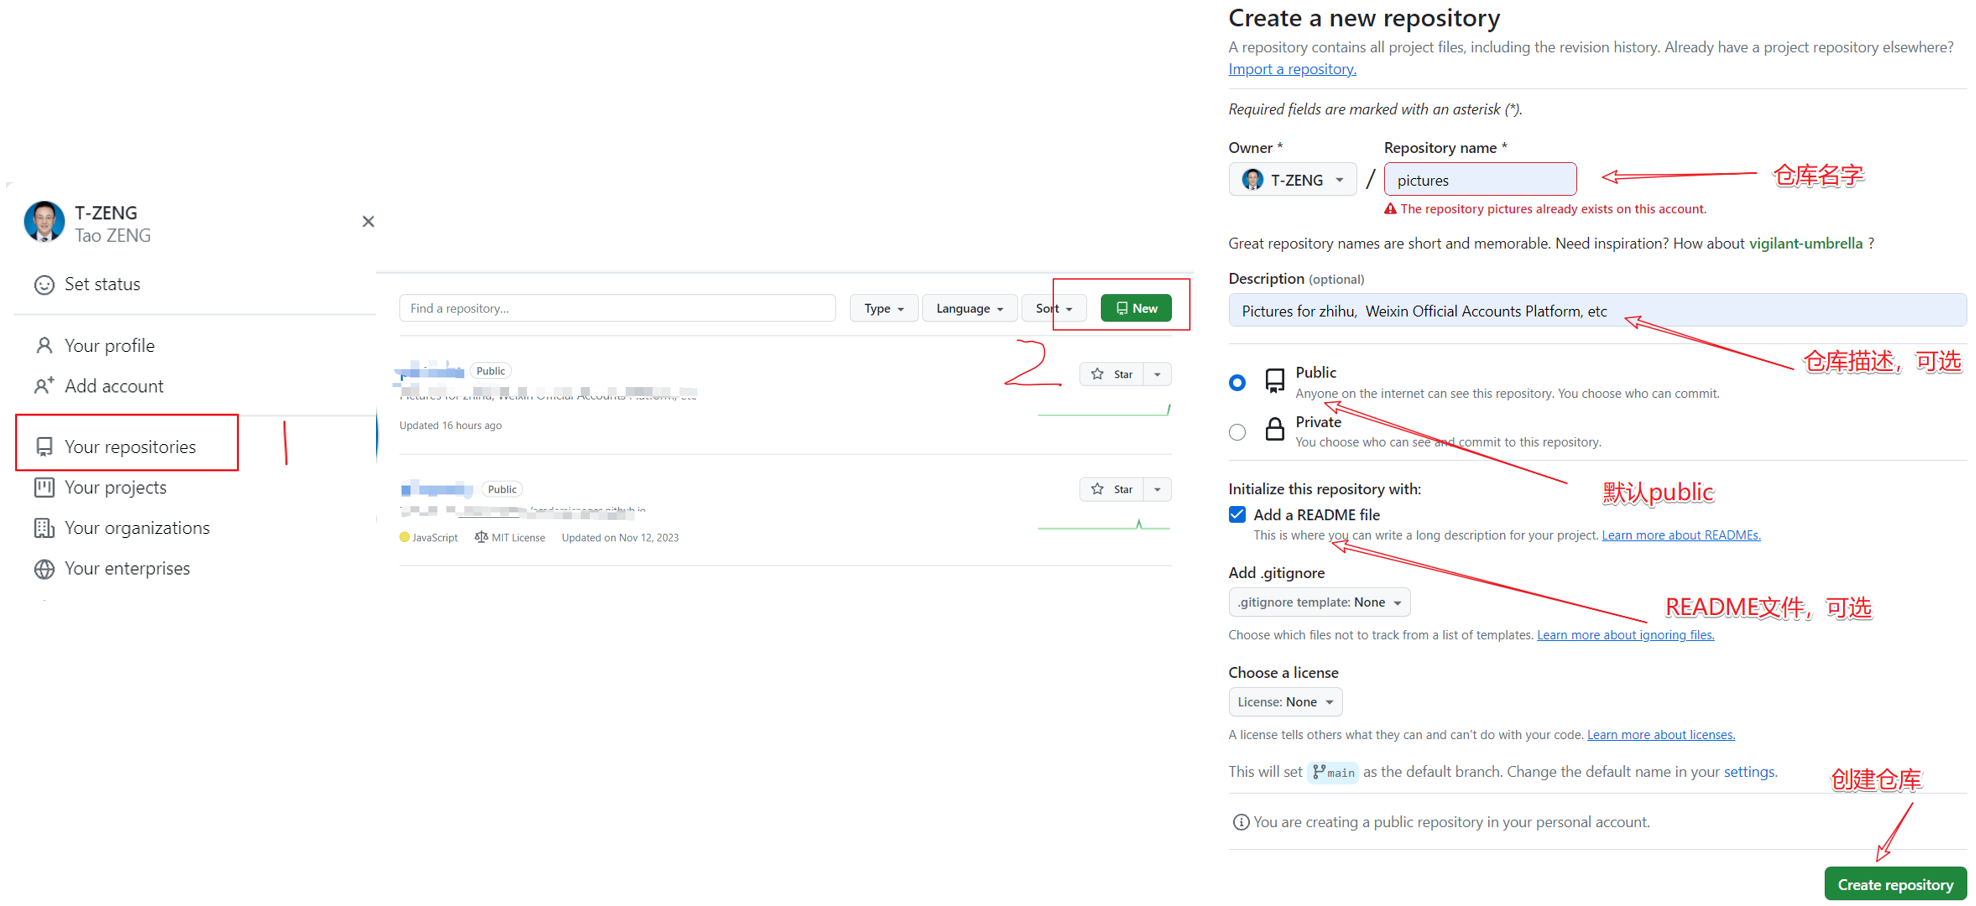 T-ZENG
Tao ZENG
Set status
Your profile
Add account
Your repositories
1
Your projects
Your organizations
Your enterprises
Find a repository...
Type
Language
Sort
New
2
Public
Star
Pictures for zhihu, Weixin Official Accounts Platform, etc
Updated 16 hours ago
Public
Star
JavaScript
MIT License
Updated on Nov 12, 2023
Create a new repository
A repository contains all project files, including the revision history. Already have a project repository elsewhere?
Import a repository.
Required fields are marked with an asterisk (*).
Owner *
Repository name *
T-ZENG
/
pictures
仓库名字
The repository pictures already exists on this account.
Great repository names are short and memorable. Need inspiration? How about vigilant-umbrella ?
Description (optional)
Pictures for zhihu, Weixin Official Accounts Platform, etc
仓库描述，可选
Public
Anyone on the internet can see this repository. You choose who can commit.
Private
You choose who can see and commit to this repository.
默认public
Initialize this repository with:
Add a README file
This is where you can write a long description for your project. Learn more about READMEs.
Add .gitignore
.gitignore template: None
README文件，可选
Choose which files not to track from a list of templates. Learn more about ignoring files.
Choose a license
License: None
A license tells others what they can and can't do with your code. Learn more about licenses.
This will set main as the default branch. Change the default name in your settings.
创建仓库
You are creating a public repository in your personal account.
Create repository